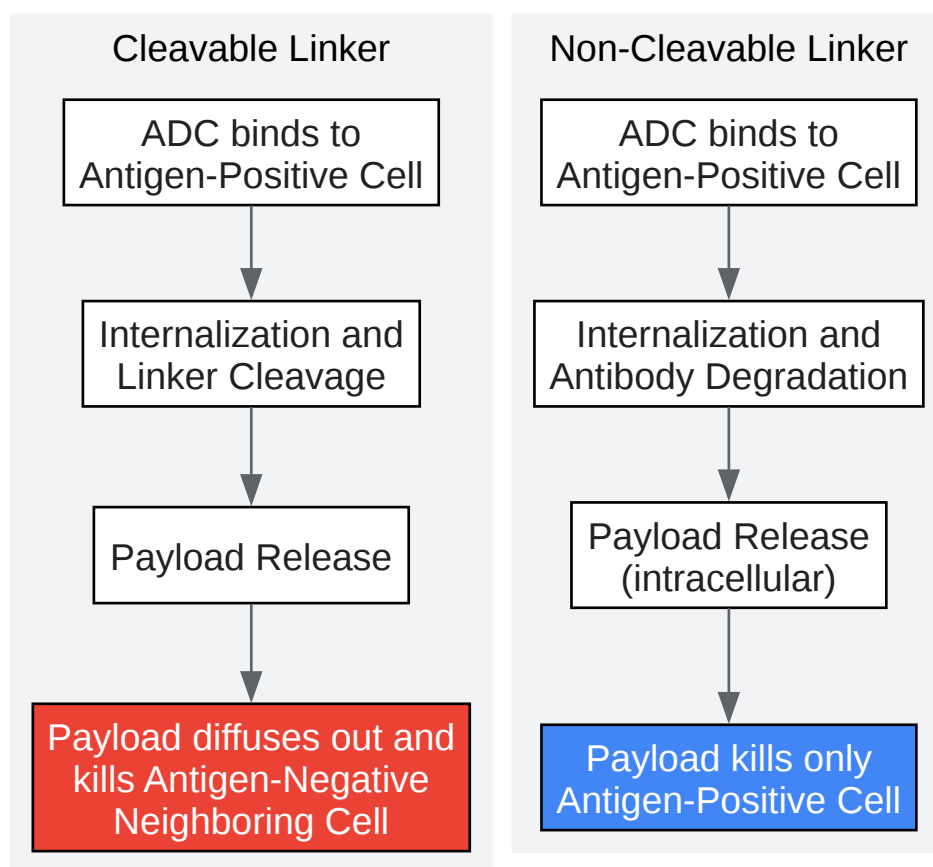 Cleavable Linker
ADC binds to
Antigen-Positive Cell
Internalization and
Linker Cleavage
Payload Release
Payload diffuses out and
kills Antigen-Negative
Neighboring Cell
Non-Cleavable Linker
ADC binds to
Antigen-Positive Cell
Internalization and
Antibody Degradation
Payload Release
(intracellular)
Payload kills only
Antigen-Positive Cell